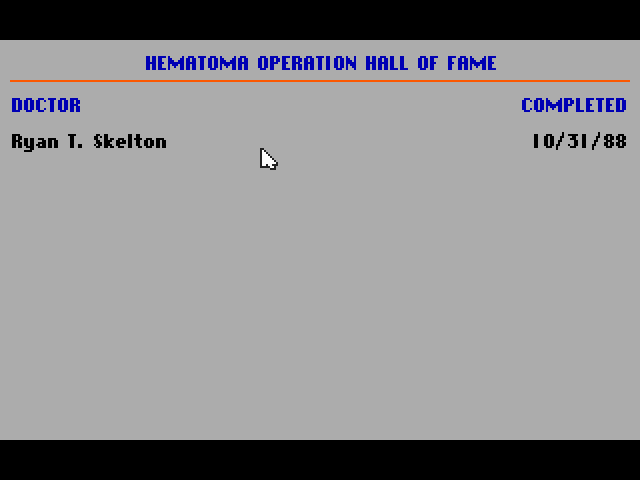 HEMATOMA OPERATION HALL OF FAME
DOCTOR COMPLETED
Ryan T. Skelton 10/31/88